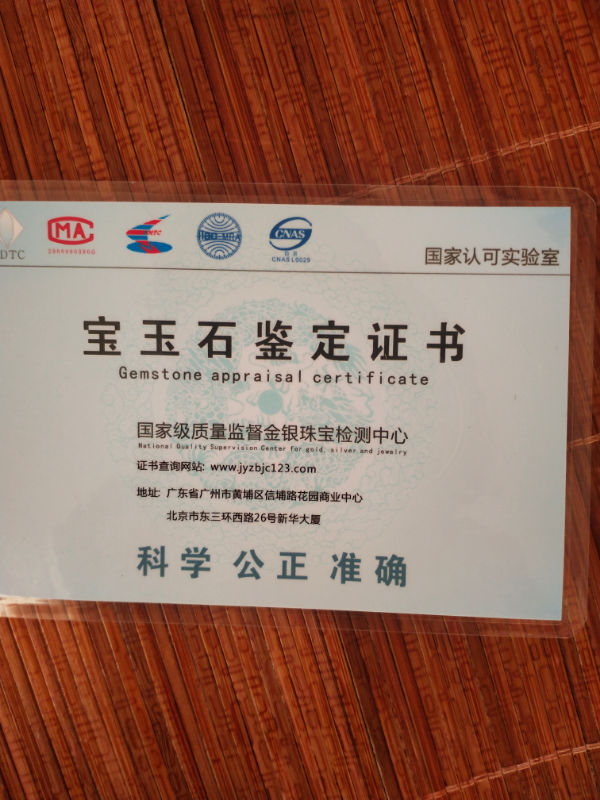 DTC
MA
TC
CNAS
CNAS L5029
国家认可实验室
宝玉石鉴定证书
Gemstone appraisal certificate
国家级质量监督金银珠宝检测中心
National Quality Supervision Center for gold, silver and jewelry
证书查询网站: www.jyzbjc123.com
地址: 广东省广州市黄埔区信埔路花园商业中心
北京市东三环西路26号新华大厦
科学 公正 准确